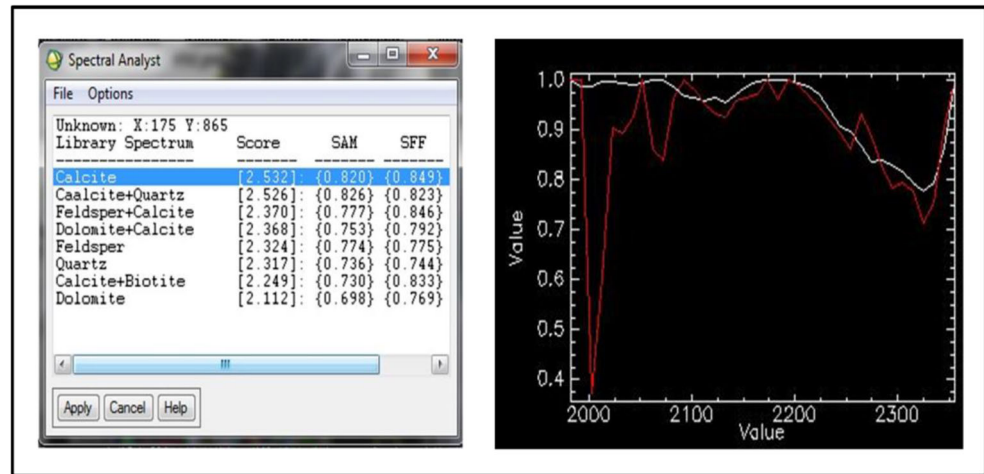 Spectral Analyst
File Options
Unknown: X:175 Y:865
Library Spectrum Score SAM SFF
---------------- ------- ------- -------
Calcite [2.532]: {0.820} {0.849}
Caalcite+Quartz [2.526]: {0.826} {0.823}
Feldsper+Calcite [2.370]: {0.777} {0.846}
Dolomite+Calcite [2.368]: {0.753} {0.792}
Feldsper [2.324]: {0.774} {0.775}
Quartz [2.317]: {0.736} {0.744}
Calcite+Biotite [2.249]: {0.730} {0.833}
Dolomite [2.112]: {0.698} {0.769}
Apply Cancel Help
1.0
0.9
0.8
0.7
0.6
0.5
0.4
Value
2000 2100 2200 2300
Value